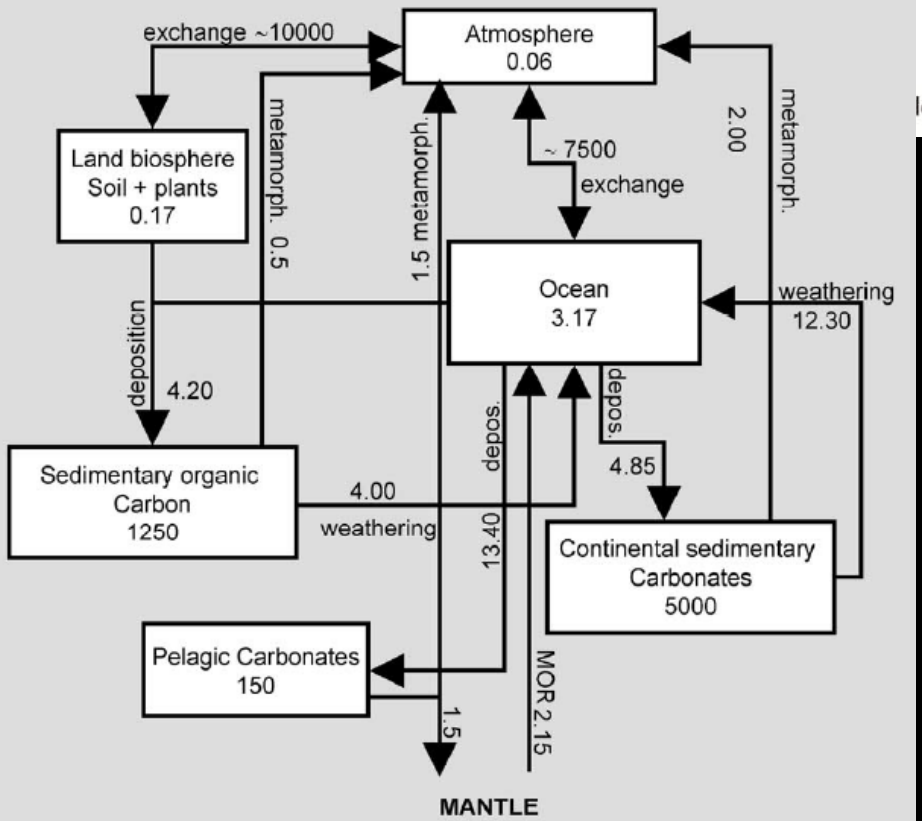 exchange ~10000
Atmosphere
0.06
metamorph. 0.5
1.5 metamorph.
~ 7500
exchange
2.00
metamorph.
Land biosphere
Soil + plants
0.17
Ocean
3.17
weathering
12.30
deposition
4.20
depos.
13.40
depos.
4.85
Sedimentary organic
Carbon
1250
4.00
weathering
Continental sedimentary
Carbonates
5000
Pelagic Carbonates
150
1.5
MOR 2.15
MANTLE